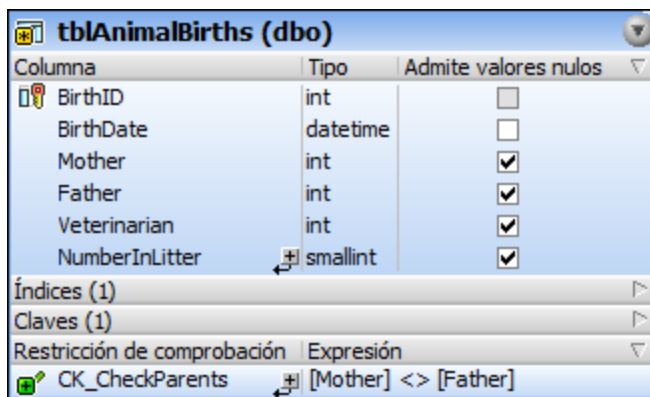 tblAnimalBirths (dbo)
Columna Tipo Admite valores nulos
BirthID int
BirthDate datetime
Mother int
Father int
Veterinarian int
NumberInLitter smallint
Índices (1)
Claves (1)
Restricción de comprobación Expresión
CK_CheckParents [Mother] <> [Father]